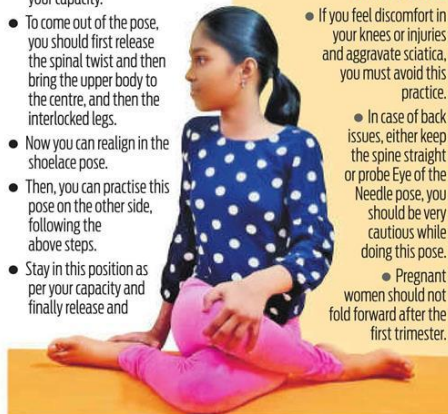 your capacity.
● To come out of the pose,
you should first release
the spinal twist and then
bring the upper body to
the centre, and then the
interlocked legs.
● Now you can realign in the
shoelace pose.
● Then, you can practise this
pose on the other side,
following the
above steps.
● Stay in this position as
per your capacity and
finally release and
● If you feel discomfort in
your knees or injuries
and aggravate sciatica,
you must avoid this
practice.
● In case of back
issues, either keep
the spine straight
or probe Eye of the
Needle pose, you
should be very
cautious while
doing this pose.
● Pregnant
women should not
fold forward after the
first trimester.